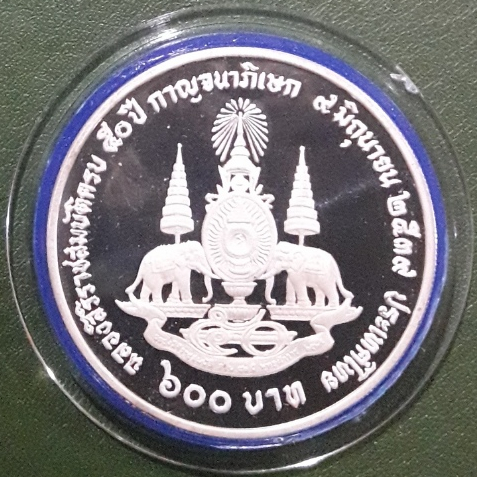 ฉลองสิริราชสมบัติครบ ๕๐ ปี กาญจนาภิเษก ๙ มิถุนายน ๒๕๓๙ ประเทศไทย
๖๐๐ บาท